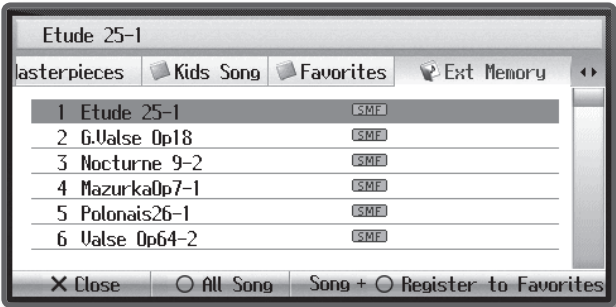 Etude 25-1
asterpieces Kids Song Favorites Ext Memory
1 Etude 25-1 SMF
2 G.Valse Op18 SMF
3 Nocturne 9-2 SMF
4 MazurkaOp7-1 SMF
5 Polonais26-1 SMF
6 Valse Op64-2 SMF
× Close ○ All Song Song + ○ Register to Favorites